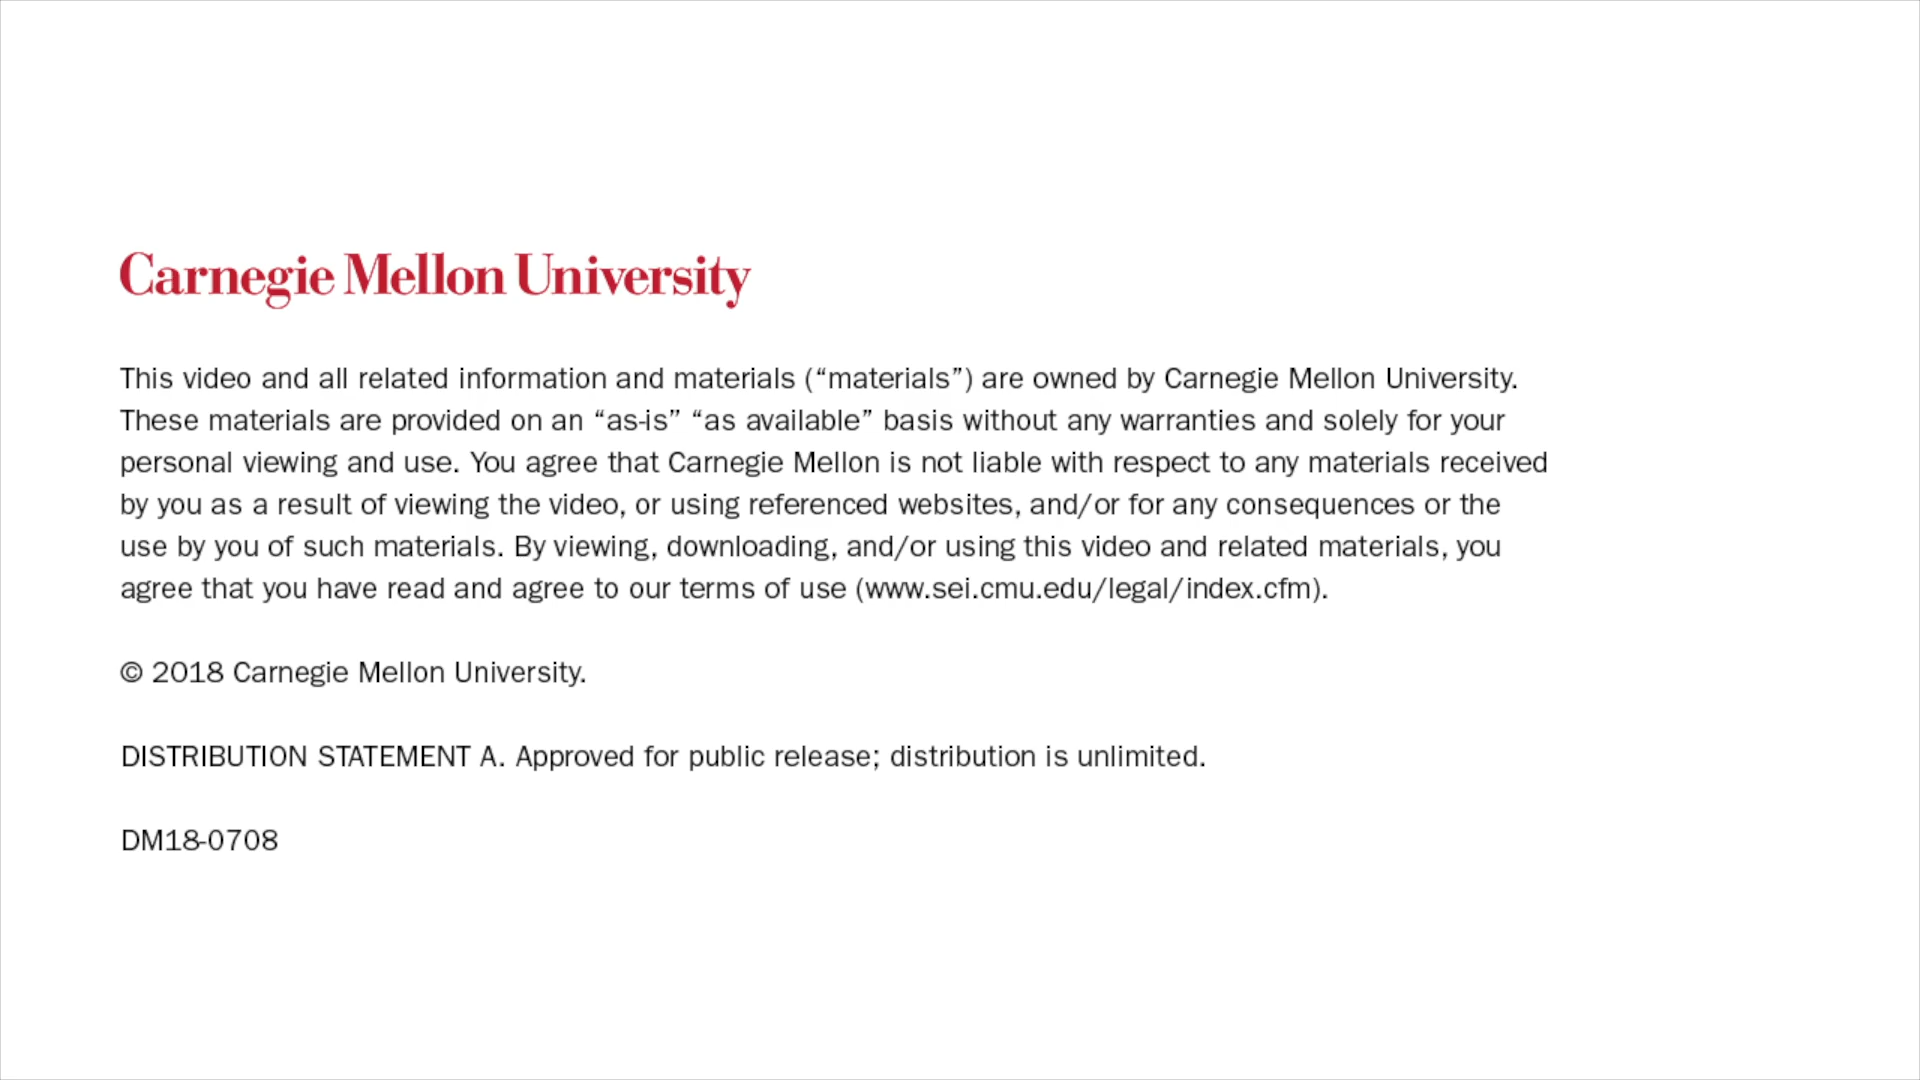 Carnegie Mellon University
This video and all related information and materials (“materials”) are owned by Carnegie Mellon University.
These materials are provided on an “as-is” “as available” basis without any warranties and solely for your
personal viewing and use. You agree that Carnegie Mellon is not liable with respect to any materials received
by you as a result of viewing the video, or using referenced websites, and/or for any consequences or the
use by you of such materials. By viewing, downloading, and/or using this video and related materials, you
agree that you have read and agree to our terms of use (www.sei.cmu.edu/legal/index.cfm).
© 2018 Carnegie Mellon University.
DISTRIBUTION STATEMENT A. Approved for public release; distribution is unlimited.
DM18-0708